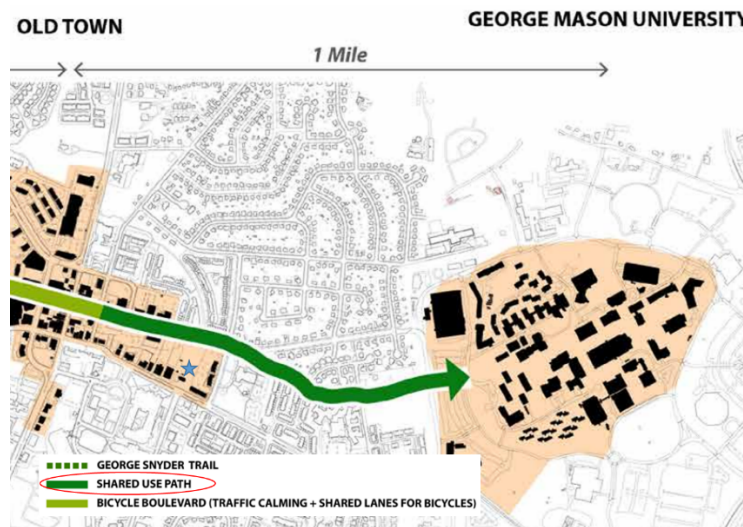 OLD TOWN
GEORGE MASON UNIVERSITY
1 Mile
GEORGE SNYDER TRAIL
SHARED USE PATH
BICYCLE BOULEVARD (TRAFFIC CALMING + SHARED LANES FOR BICYCLES)